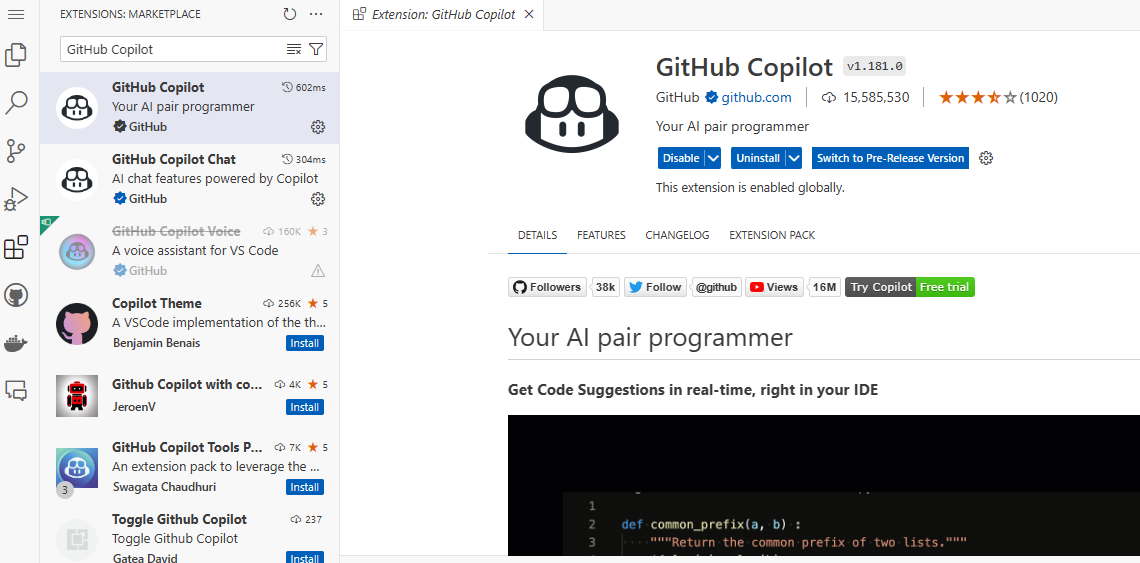 EXTENSIONS: MARKETPLACE
GitHub Copilot
GitHub Copilot 602ms
Your AI pair programmer
GitHub
GitHub Copilot Chat 304ms
AI chat features powered by Copilot
GitHub
GitHub Copilot Voice 160K 3
A voice assistant for VS Code
GitHub
Copilot Theme 256K 5
A VSCode implementation of the th...
Benjamin Benais Install
Github Copilot with co... 4K 5
JeroenV Install
GitHub Copilot Tools P... 7K 5
An extension pack to leverage the ...
3 Swagata Chaudhuri Install
Toggle Github Copilot 237
Toggle Github Copilot
Gatea David Install
Extension: GitHub Copilot
GitHub Copilot v1.181.0
GitHub github.com 15,585,530 (1020)
Your AI pair programmer
Disable Uninstall Switch to Pre-Release Version
This extension is enabled globally.
DETAILS FEATURES CHANGELOG EXTENSION PACK
Followers 38k Follow @github Views 16M Try Copilot Free trial
Your AI pair programmer
Get Code Suggestions in real-time, right in your IDE
1
2 def common_prefix(a, b) :
3 """Return the common prefix of two lists."""